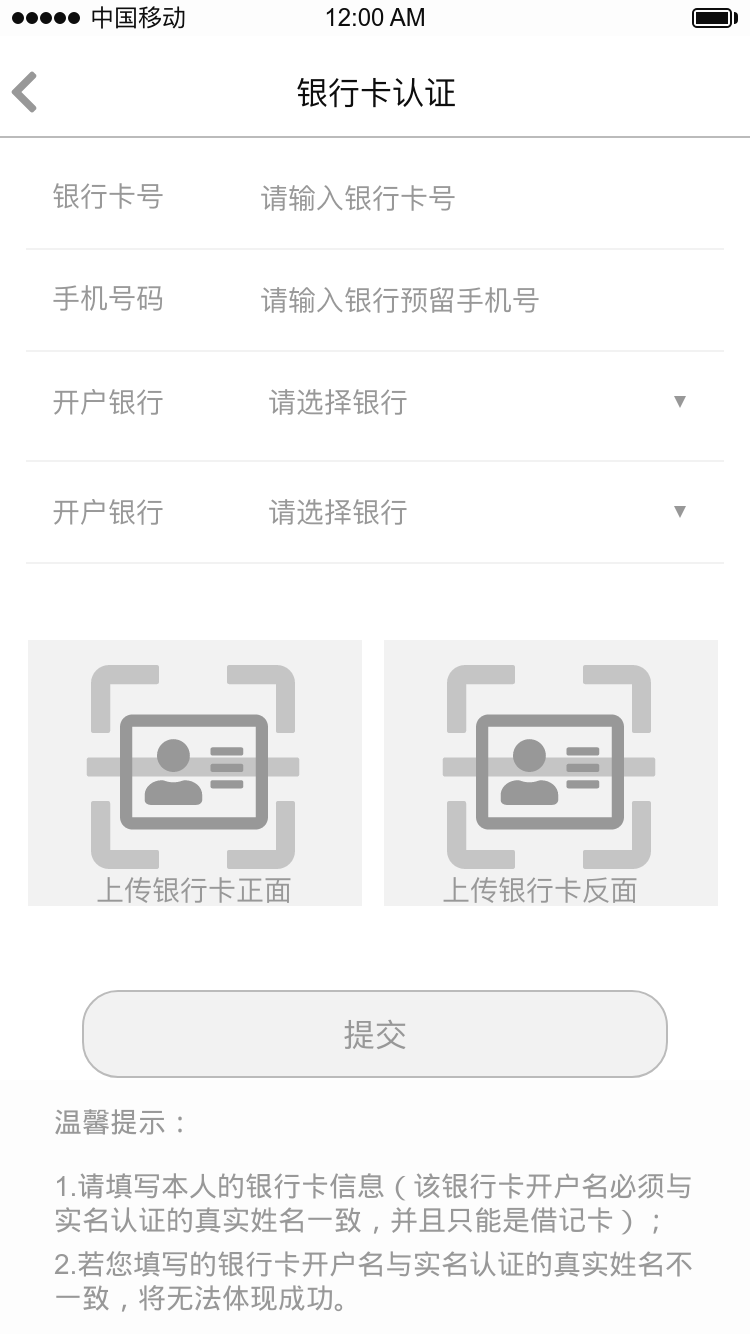 中国移动 12:00 AM
银行卡认证
银行卡号 请输入银行卡号
手机号码 请输入银行预留手机号
开户银行 请选择银行 ▼
开户银行 请选择银行 ▼
上传银行卡正面 上传银行卡反面
提交
温馨提示：
1.请填写本人的银行卡信息（该银行卡开户名必须与
实名认证的真实姓名一致，并且只能是借记卡）；
2.若您填写的银行卡开户名与实名认证的真实姓名不
一致，将无法体现成功。